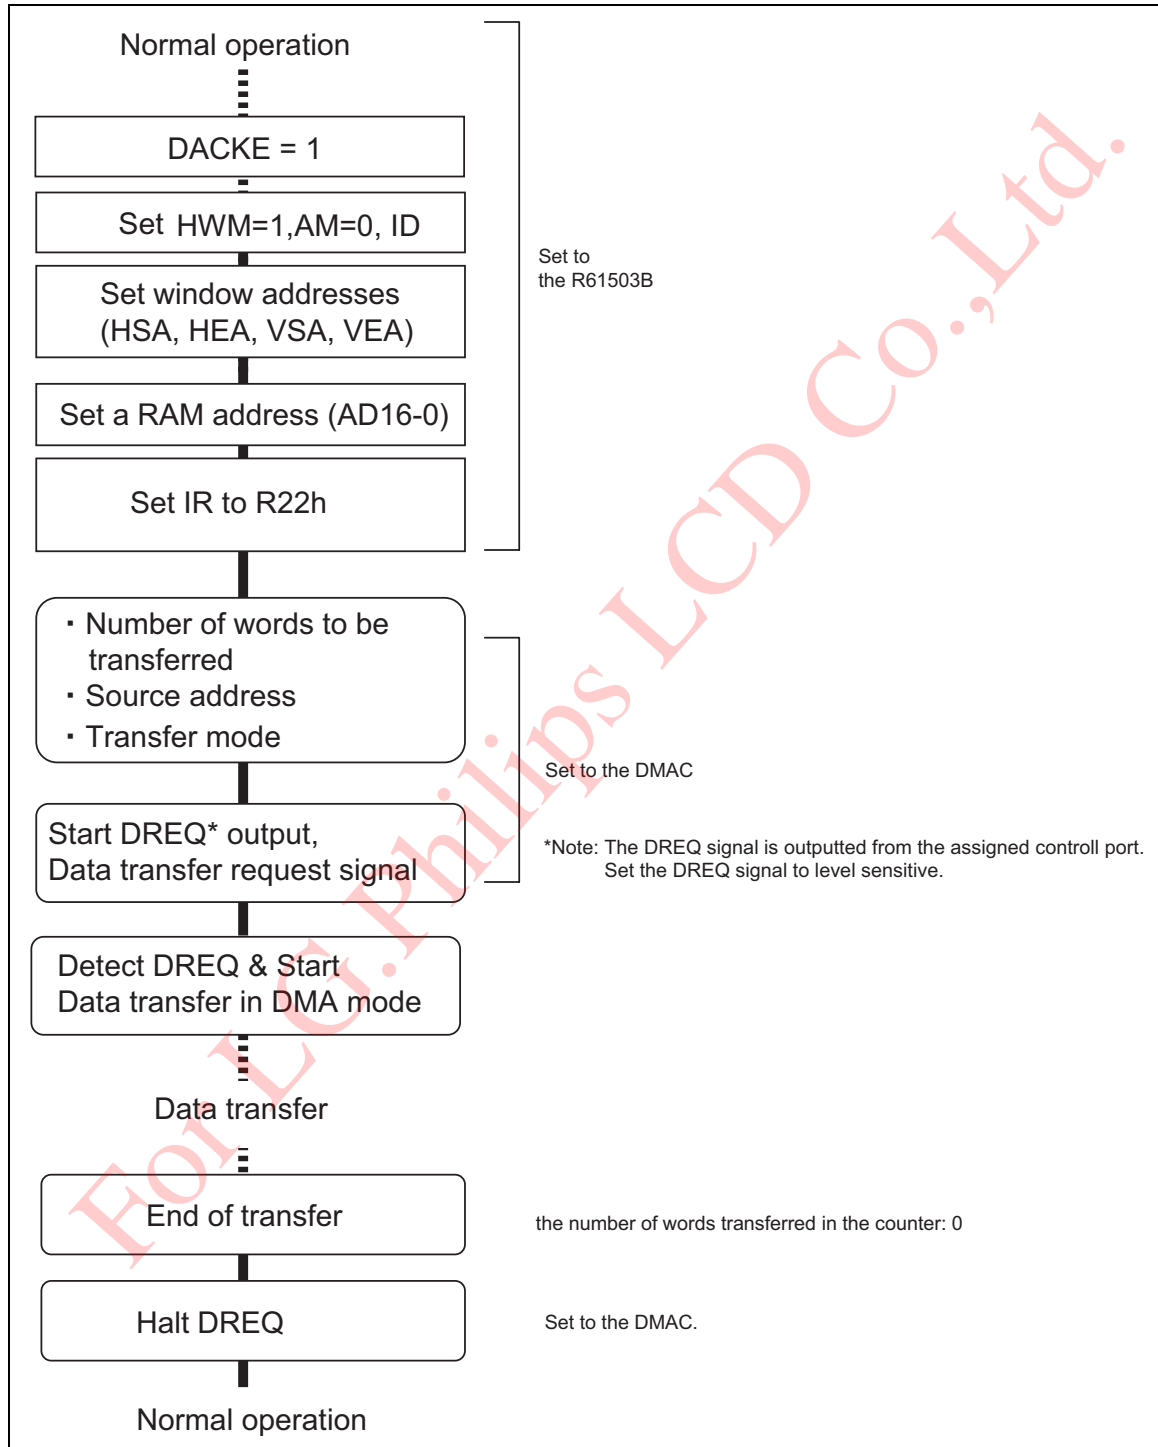 Normal operation
DACKE = 1
Set HWM=1,AM=0, ID
Set window addresses
(HSA, HEA, VSA, VEA)
Set a RAM address (AD16-0)
Set IR to R22h
Set to
the R61503B
・Number of words to be
transferred
・Source address
・Transfer mode
Set to the DMAC
Start DREQ* output,
Data transfer request signal
*Note: The DREQ signal is outputted from the assigned controll port.
Set the DREQ signal to level sensitive.
Detect DREQ & Start
Data transfer in DMA mode
Data transfer
End of transfer
the number of words transferred in the counter: 0
Halt DREQ
Set to the DMAC.
Normal operation
For LG.Philips LCD Co.,Ltd.